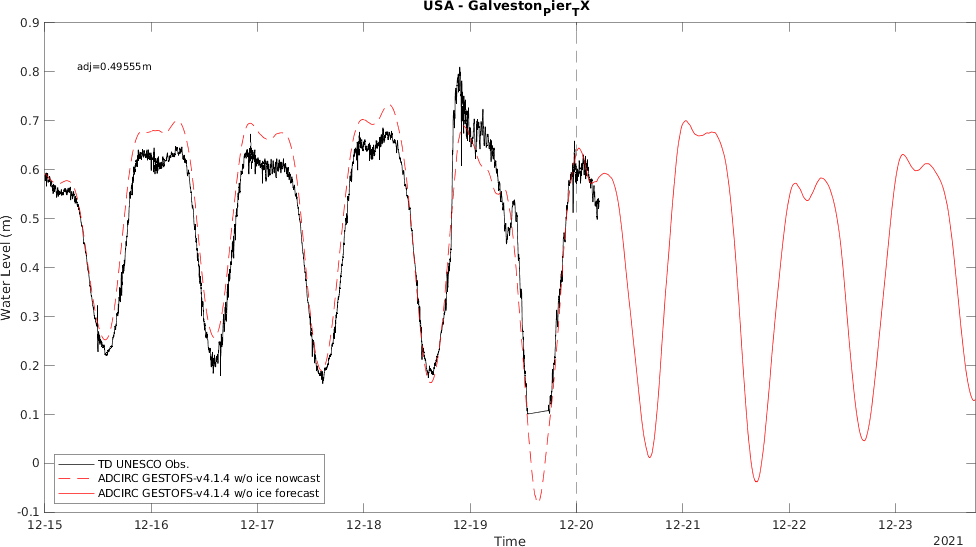 USA - Galveston_Pier_TX
adj=0.49555m
0.9
0.8
0.7
0.6
0.5
0.4
0.3
0.2
0.1
0
-0.1
Water Level (m)
TD UNESCO Obs.
ADCIRC GESTOFS-v4.1.4 w/o ice nowcast
ADCIRC GESTOFS-v4.1.4 w/o ice forecast
12-15 12-16 12-17 12-18 12-19 12-20 12-21 12-22 12-23
Time
2021